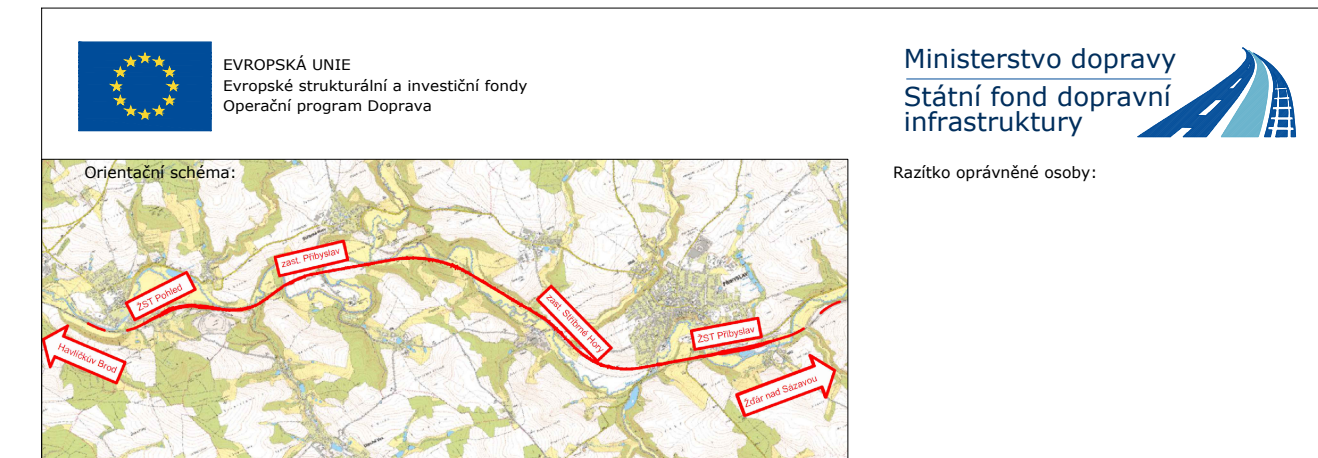 EVROPSKÁ UNIE
Evropské strukturální a investiční fondy
Operační program Doprava
Ministerstvo dopravy
Státní fond dopravní
infrastruktury
Orientační schéma:
Razítko oprávněné osoby:
zast. Přibyslav
ŽST Pohled
zast. Stříbrné Hory
ŽST Přibyslav
Havlíčkův Brod
Žďár nad Sázavou